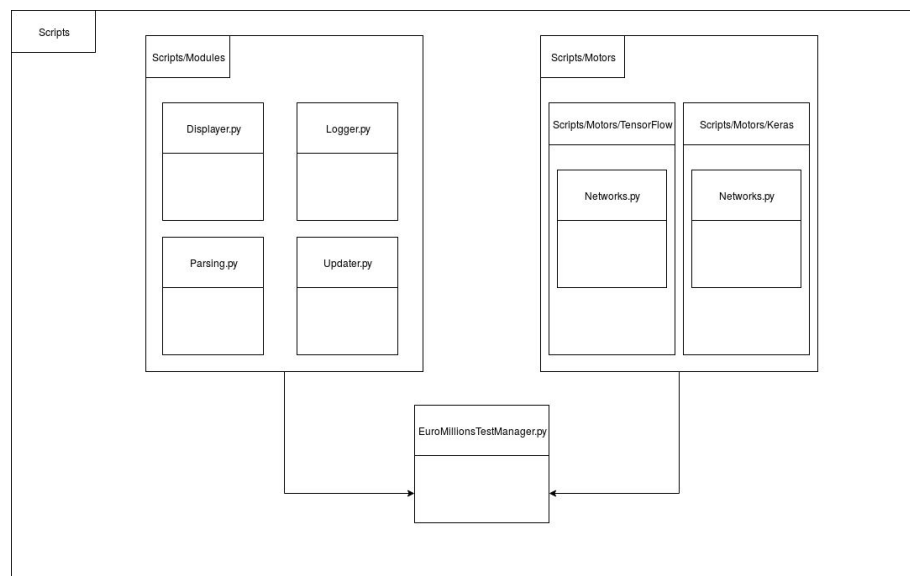 Scripts
Scripts/Modules
Scripts/Motors
Displayer.py
Logger.py
Scripts/Motors/TensorFlow
Scripts/Motors/Keras
Networks.py
Networks.py
Parsing.py
Updater.py
EuroMillionsTestManager.py